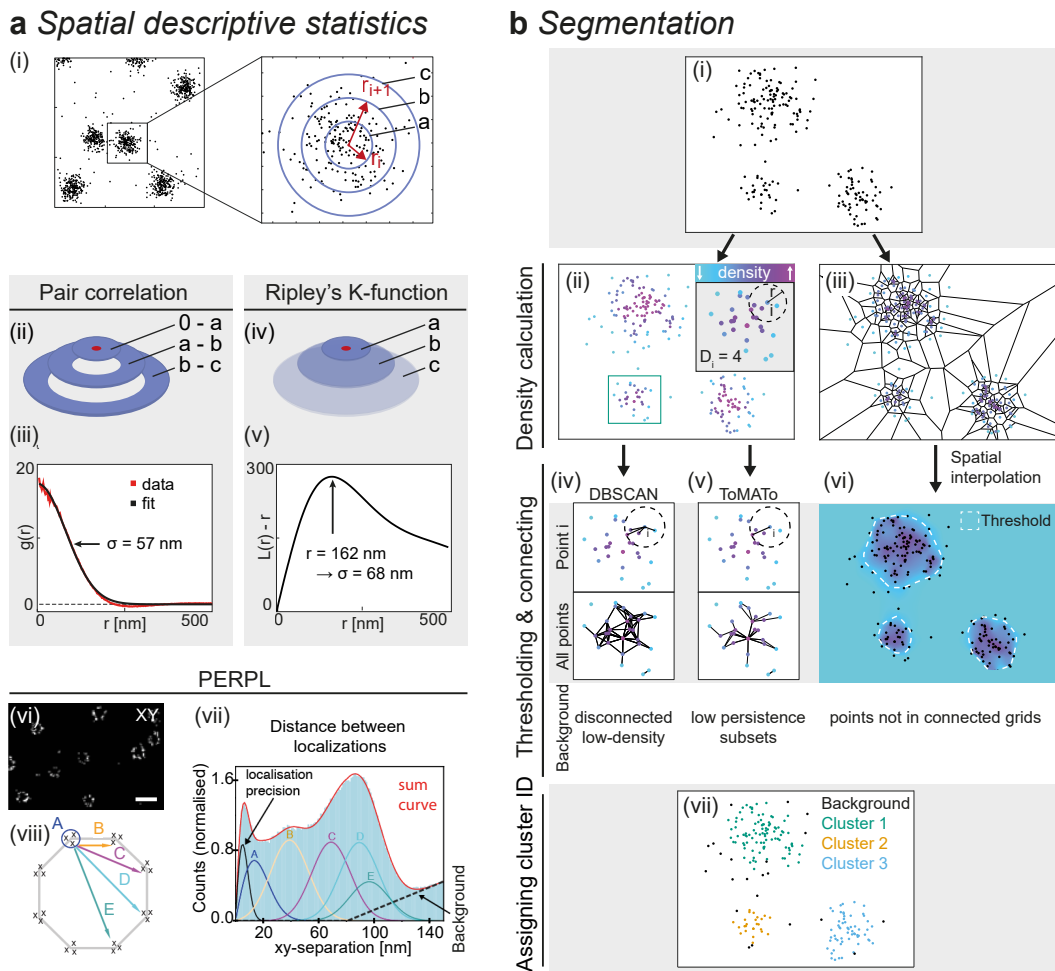 a Spatial descriptive statistics
(i)
c
r i+1
b
a
r i
Pair correlation
(ii)
0 - a
a - b
b - c
(iii)
20
g(r)
data
fit
σ = 57 nm
0
0
r [nm]
500
Ripley's K-function
(iv)
a
b
c
(v)
300
L(r) - r
r = 162 nm
→ σ = 68 nm
0
0
r [nm]
500
PERPL
(vi)
XY
(vii)
Distance between
localizations
localisation
precision
sum
curve
1.6
0.8
0.0
Counts (normalised)
A
B
C
D
E
20
60
100
140
xy-separation [nm]
Background
(viii)
A
B
C
D
E
b Segmentation
(i)
Density calculation
(ii)
density
r
i
D i = 4
(iii)
Thresholding & connecting
Spatial
interpolation
(iv)
DBSCAN
Point i
i
All points
Background
disconnected
low-density
(v)
ToMATo
i
low persistence
subsets
(vi)
Threshold
points not in connected grids
Assigning cluster ID
(vii)
Background
Cluster 1
Cluster 2
Cluster 3